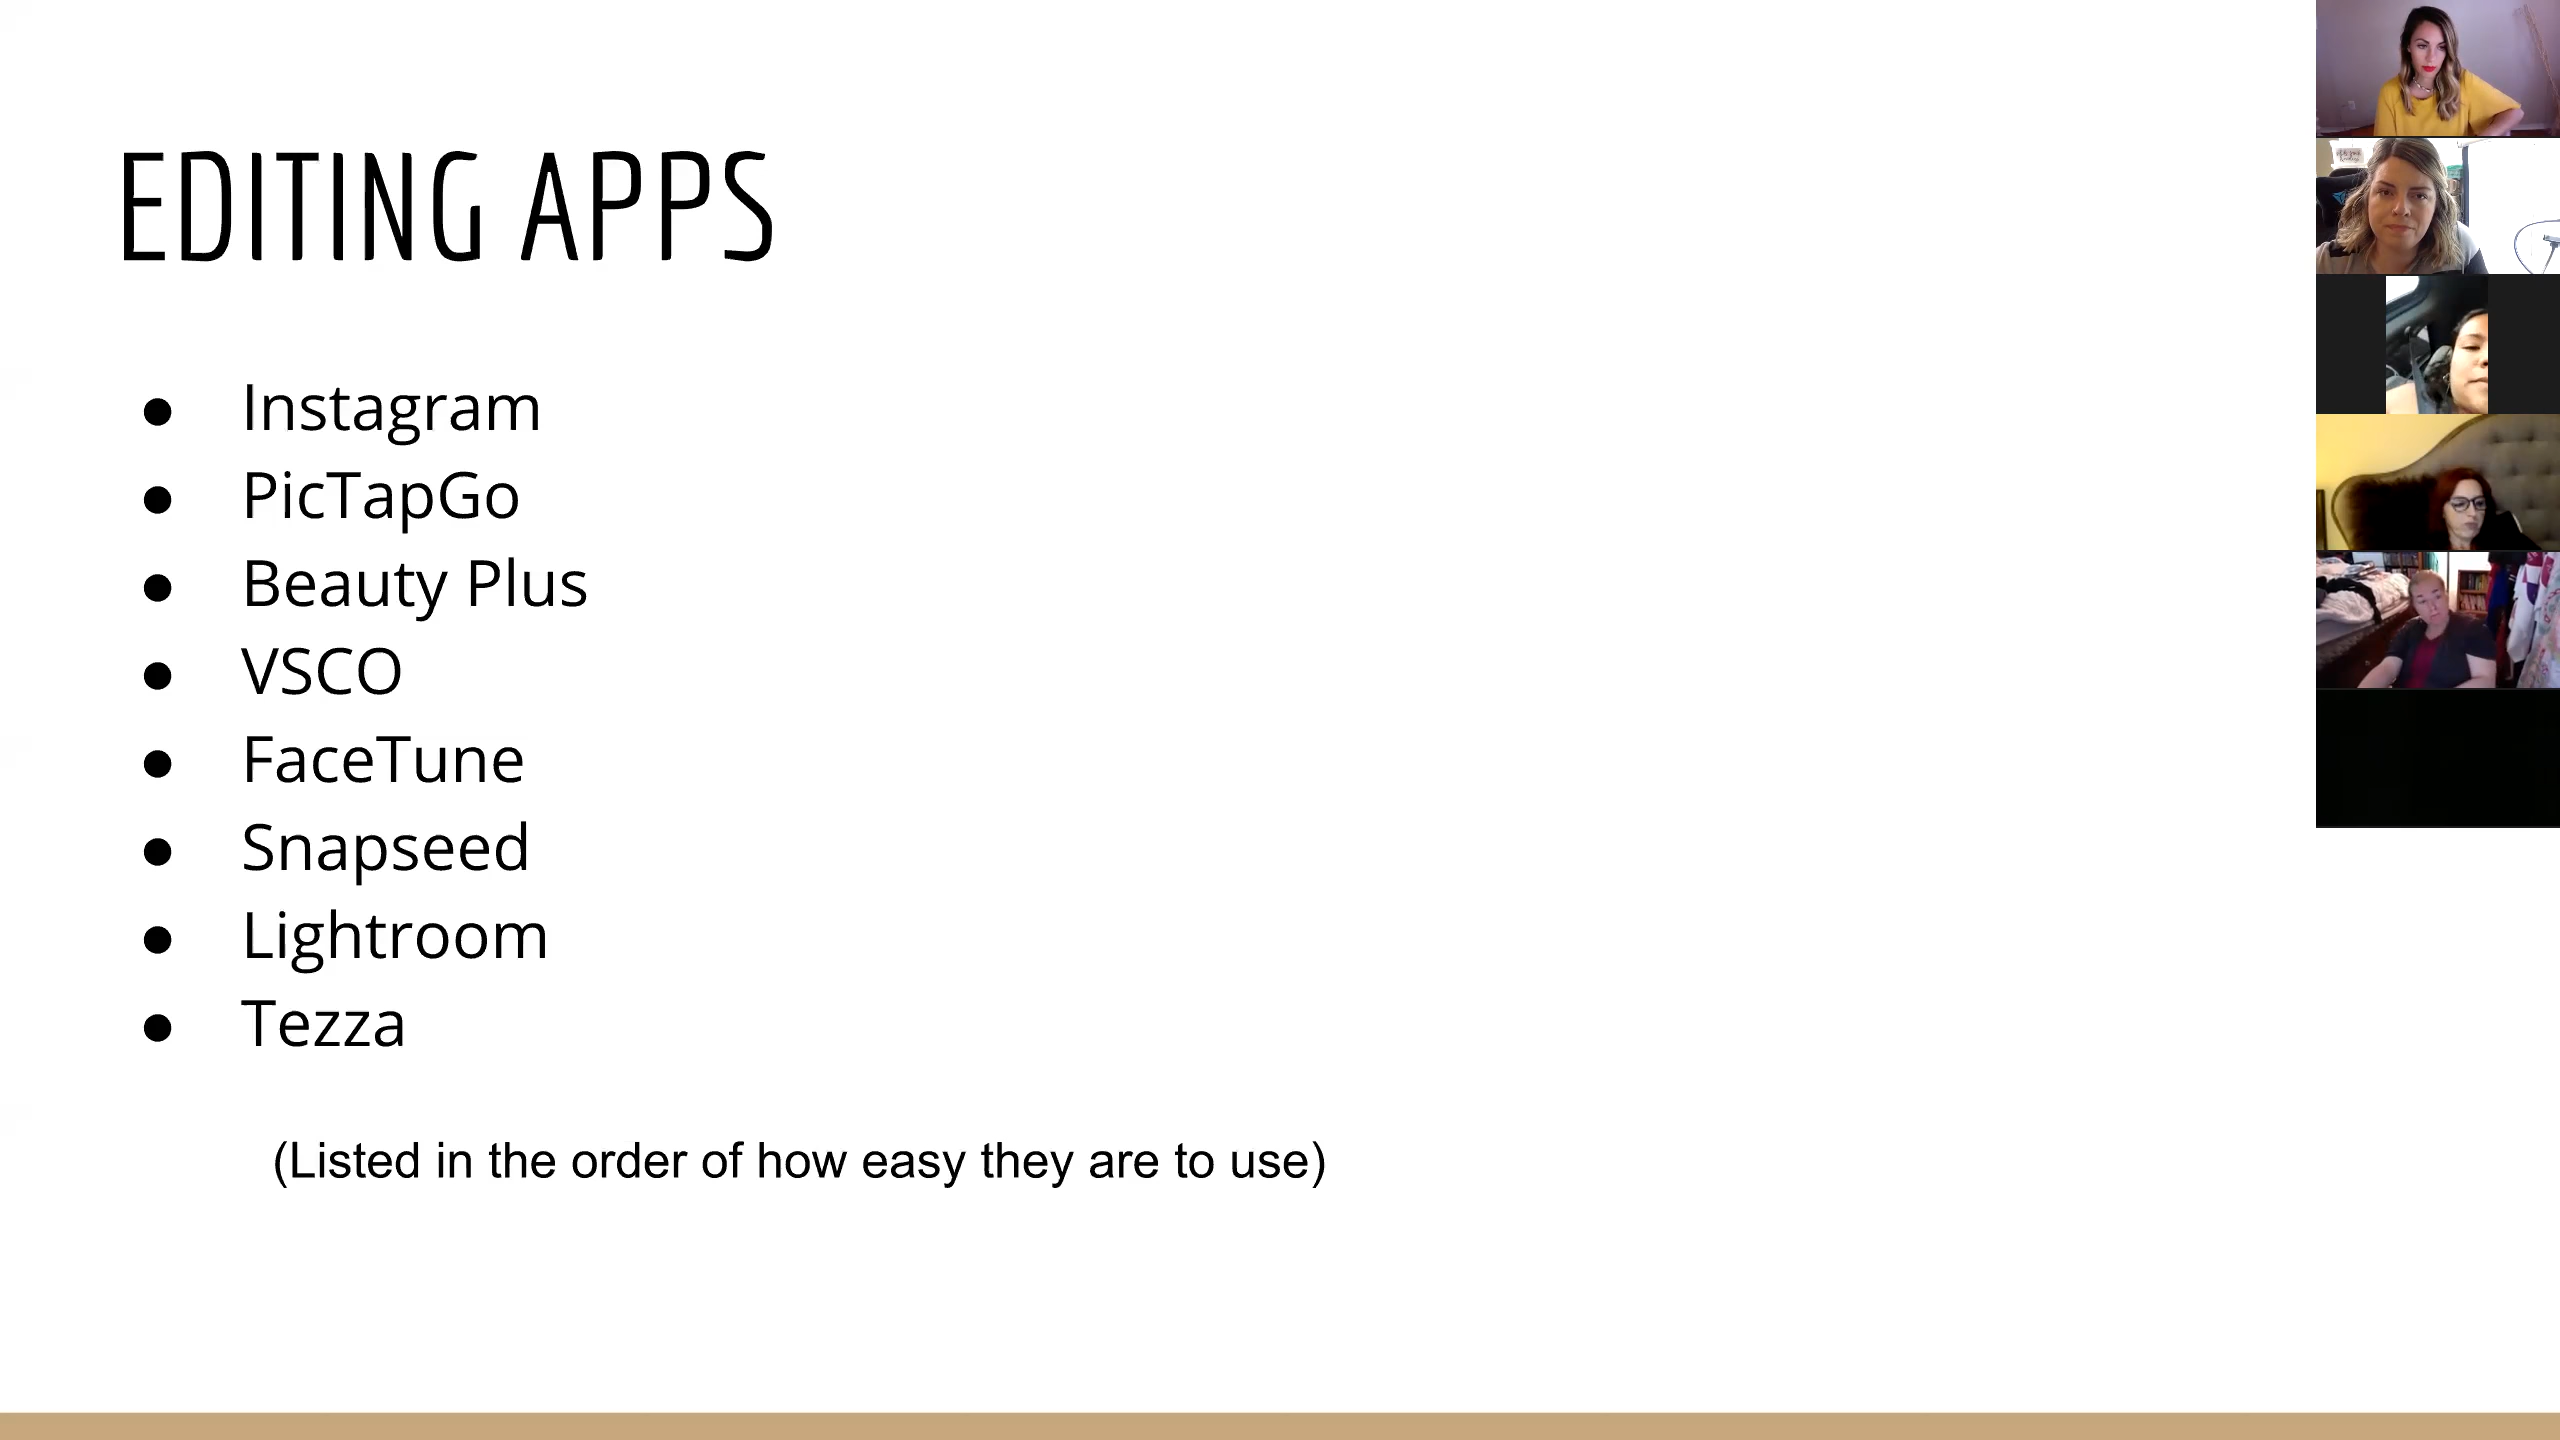 EDITING APPS
● Instagram
● PicTapGo
● Beauty Plus
● VSCO
● FaceTune
● Snapseed
● Lightroom
● Tezza
(Listed in the order of how easy they are to use)